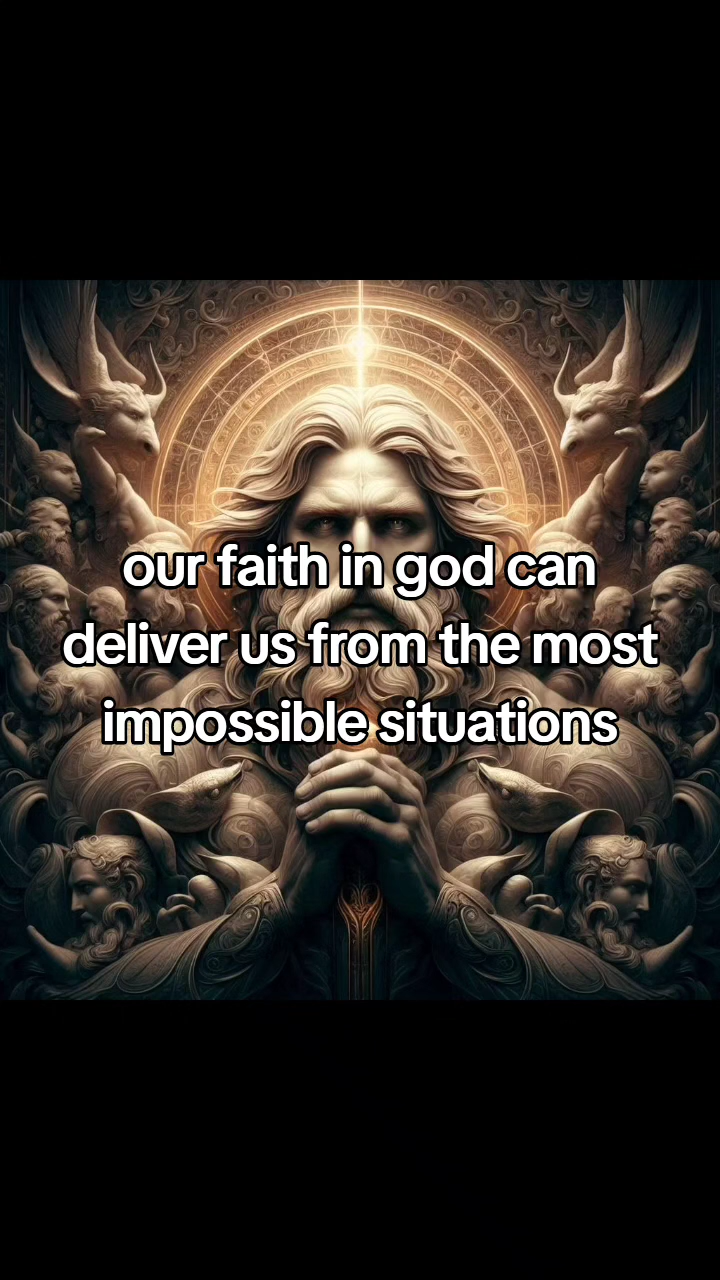 our faith in god can
deliver us from the most
impossible situations